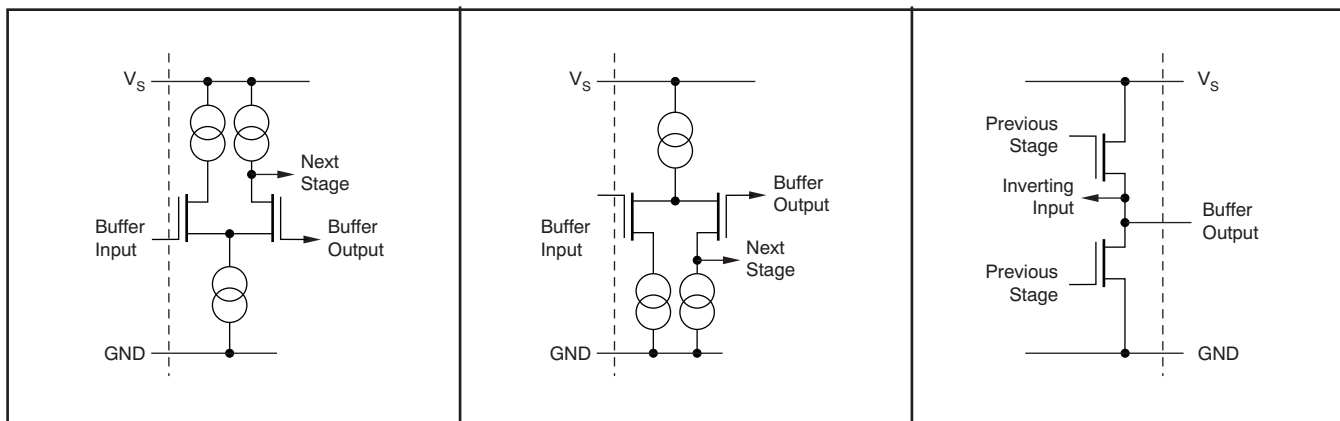 V_S
Next
Stage
Buffer
Input
Buffer
Output
GND
V_S
Buffer
Output
Buffer
Input
Next
Stage
GND
V_S
Previous
Stage
Inverting
Input
Buffer
Output
Previous
Stage
GND